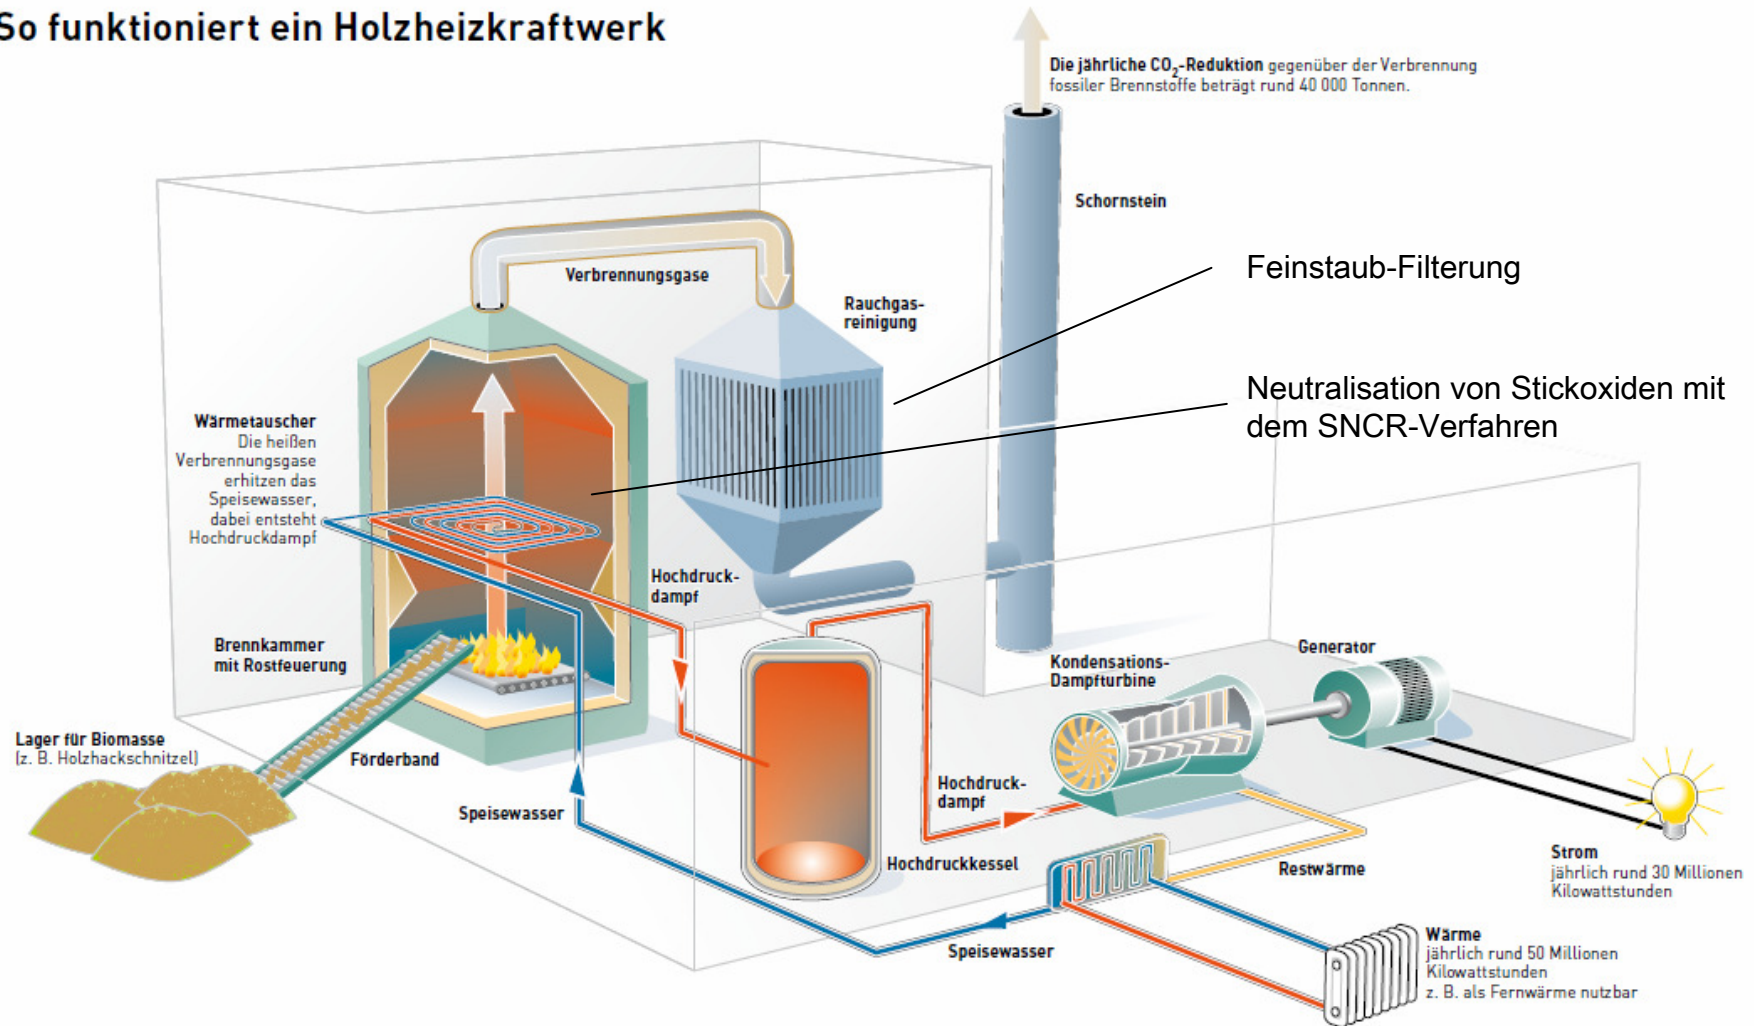 So funktioniert ein Holzheizkraftwerk
Die jährliche CO₂-Reduktion gegenüber der Verbrennung
fossiler Brennstoffe beträgt rund 40 000 Tonnen.
Schornstein
Verbrennungsgase
Feinstaub-Filterung
Rauchgas-
reinigung
Neutralisation von Stickoxiden mit
dem SNCR-Verfahren
Wärmetauscher
Die heißen
Verbrennungsgase
erhitzen das
Speisewasser,
dabei entsteht
Hochdruckdampf
Hochdruck-
dampf
Brennkammer
mit Rostfeuerung
Kondensations-
Dampfturbine
Generator
Lager für Biomasse
(z. B. Holzhackschnitzel)
Förderband
Speisewasser
Hochdruck-
dampf
Hochdruckkessel
Restwärme
Strom
jährlich rund 30 Millionen
Kilowattstunden
Speisewasser
Wärme
jährlich rund 50 Millionen
Kilowattstunden
z. B. als Fernwärme nutzbar